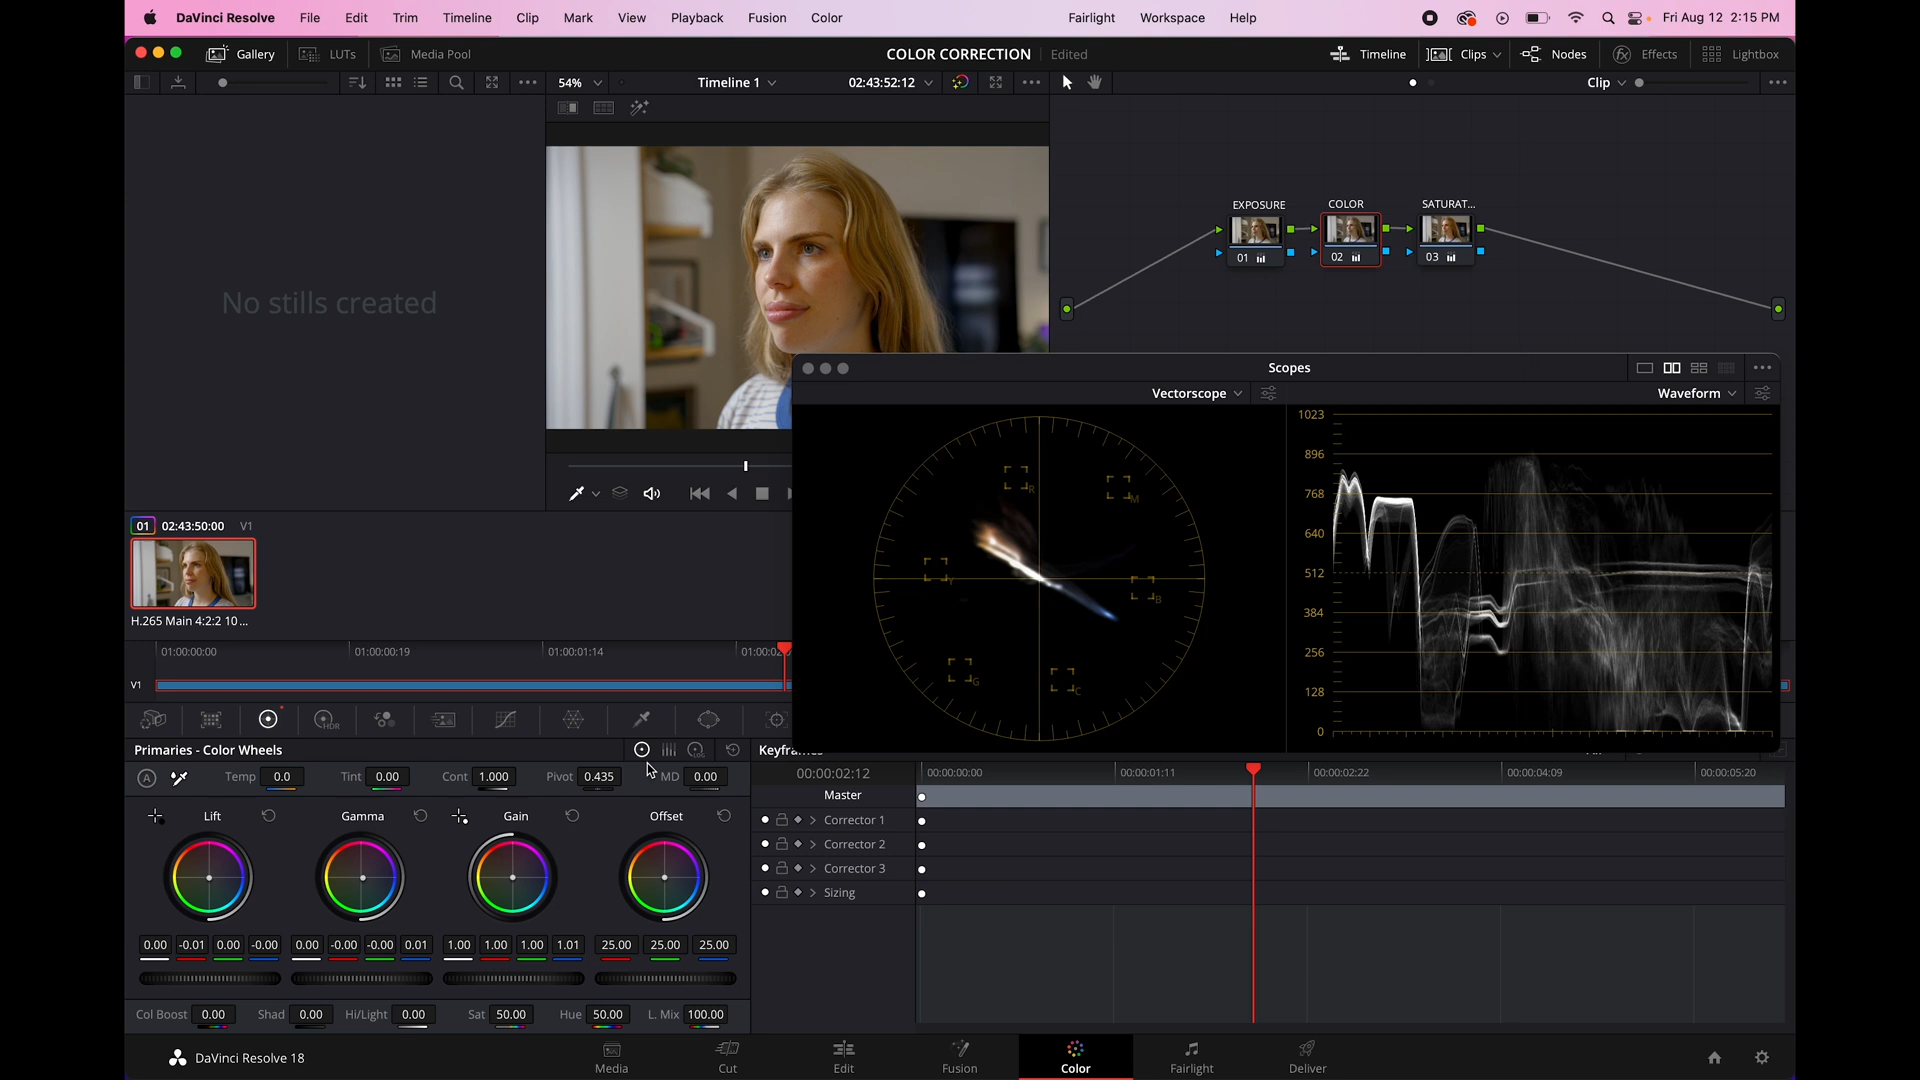 DaVinci Resolve File Edit Trim Timeline Clip Mark View Playback Fusion Color Fairlight Workspace Help Fri Aug 12 2:15 PM
Gallery LUTs Media Pool COLOR CORRECTION Edited Timeline Clips Nodes Effects Lightbox
54% Timeline 1 02:43:52:12 Clip
No stills created
EXPOSURE COLOR SATURAT...
01 02 03
Scopes
Vectorscope Waveform
R M Y B G C
1023
896
768
640
512
384
256
128
0
01 02:43:50:00 V1
H.265 Main 4:2:2 10 ...
01:00:00:00 01:00:00:19 01:00:01:14 01:00:02
V1
HDR
Primaries - Color Wheels LOG Keyframes
A Temp 0.0 Tint 0.00 Cont 1.000 Pivot 0.435 MD 0.00
00:00:02:12 00:00:00:00 00:00:01:11 00:00:02:22 00:00:04:09 00:00:05:20
Master
Corrector 1
Corrector 2
Corrector 3
Sizing
Lift Gamma Gain Offset
0.00 -0.01 0.00 -0.00 0.00 -0.00 -0.00 0.01 1.00 1.00 1.00 1.01 25.00 25.00 25.00
Col Boost 0.00 Shad 0.00 Hi/Light 0.00 Sat 50.00 Hue 50.00 L. Mix 100.00
DaVinci Resolve 18 Media Cut Edit Fusion Color Fairlight Deliver